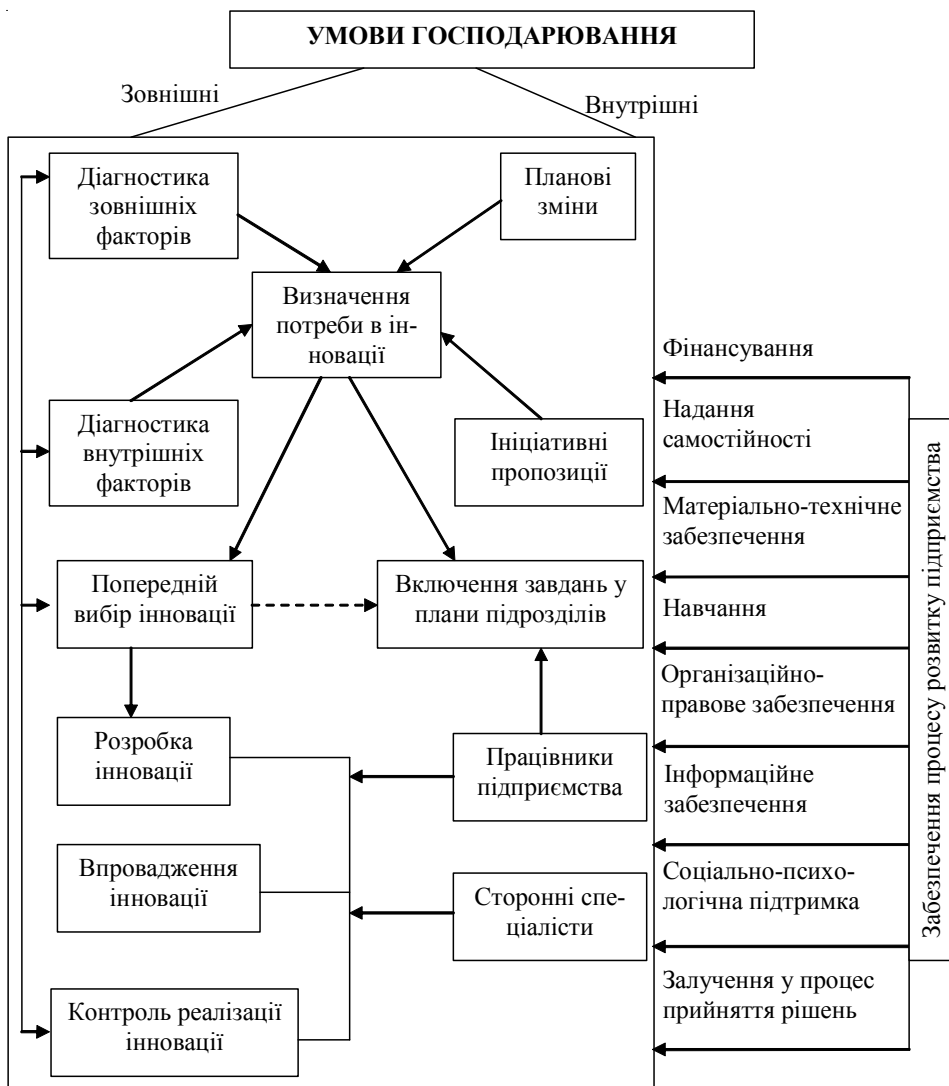 УМОВИ ГОСПОДАРЮВАННЯ
Зовнішні
Внутрішні
Діагностика
зовнішніх
факторів
Планові
зміни
Визначення
потреби в ін-
новації
Діагностика
внутрішніх
факторів
Ініціативні
пропозиції
Попередній
вибір інновації
Включення завдань у
плани підрозділів
Розробка
інновації
Працівники
підприємства
Впровадження
інновації
Сторонні спе-
ціалісти
Контроль реалізації
інновації
Фінансування
Надання
самостійності
Матеріально-технічне
забезпечення
Навчання
Організаційно-
правове забезпечення
Інформаційне
забезпечення
Соціально-психо-
логічна підтримка
Залучення у процес
прийняття рішень
Забезпечення процесу розвитку підприємства